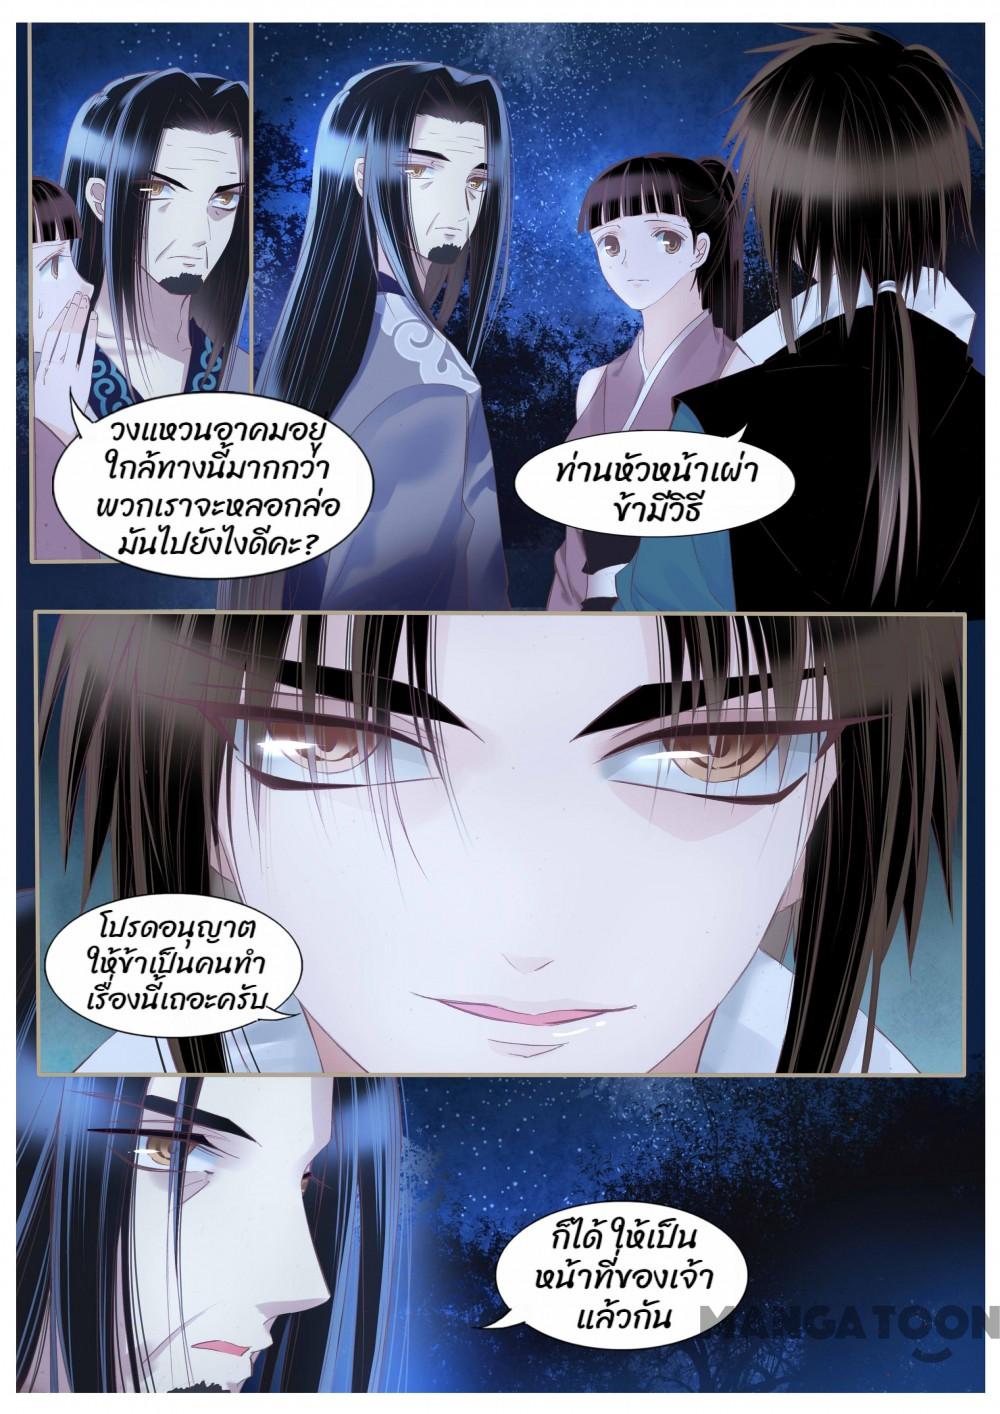 วงแหวนอาคมอยู่
ใกล้ทางนี้มากกว่า
พวกเราจะหลอกล่อ
มันไปยังไงดีคะ?
ท่านหัวหน้าเผ่า
ข้ามีวิธี
โปรดอนุญาต
ให้ข้าเป็นคนทำ
เรื่องนี้เถอะครับ
ก็ได้ ให้เป็น
หน้าที่ของเจ้า
แล้วกัน
MANGATOON